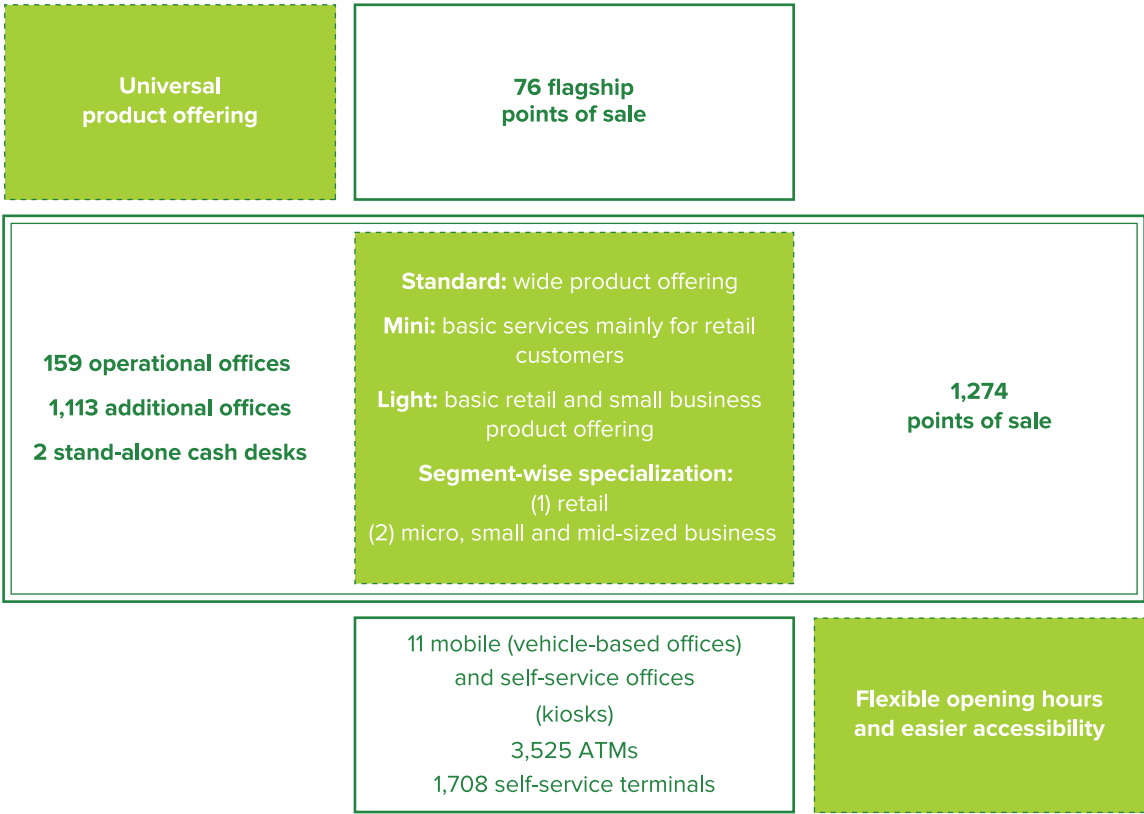 Universal
product offering
76 flagship
points of sale
159 operational offices
1,113 additional offices
2 stand-alone cash desks
Standard: wide product offering
Mini: basic services mainly for retail
customers
Light: basic retail and small business
product offering
Segment-wise specialization:
(1) retail
(2) micro, small and mid-sized business
1,274
points of sale
11 mobile (vehicle-based offices)
and self-service offices
(kiosks)
3,525 ATMs
1,708 self-service terminals
Flexible opening hours
and easier accessibility